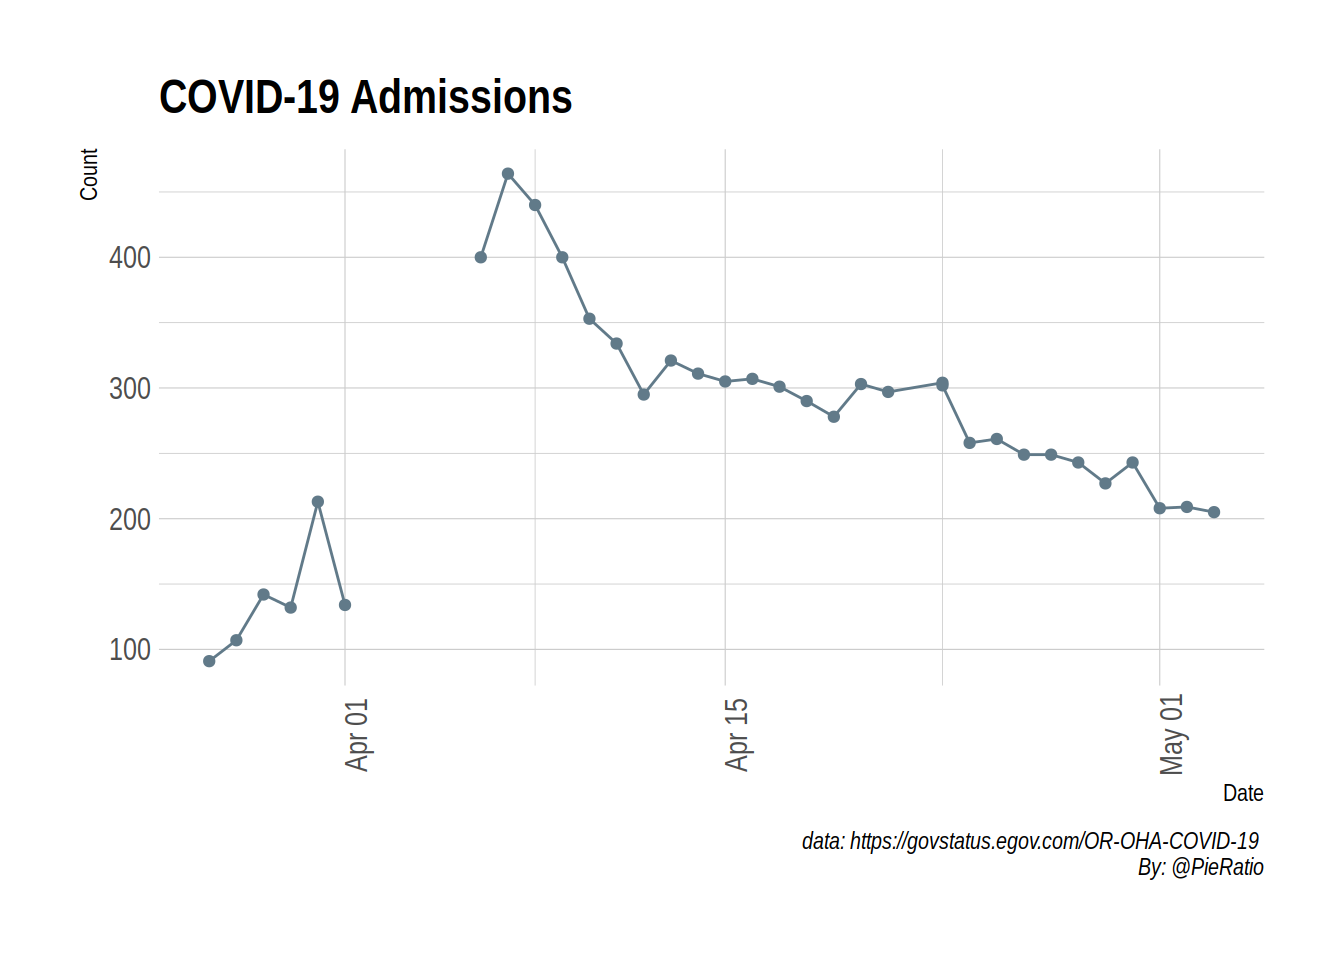 COVID-19 Admissions
Count
400
300
200
100
Apr 01
Apr 15
May 01
Date
data: https://govstatus.egov.com/OR-OHA-COVID-19
By: @PieRatio